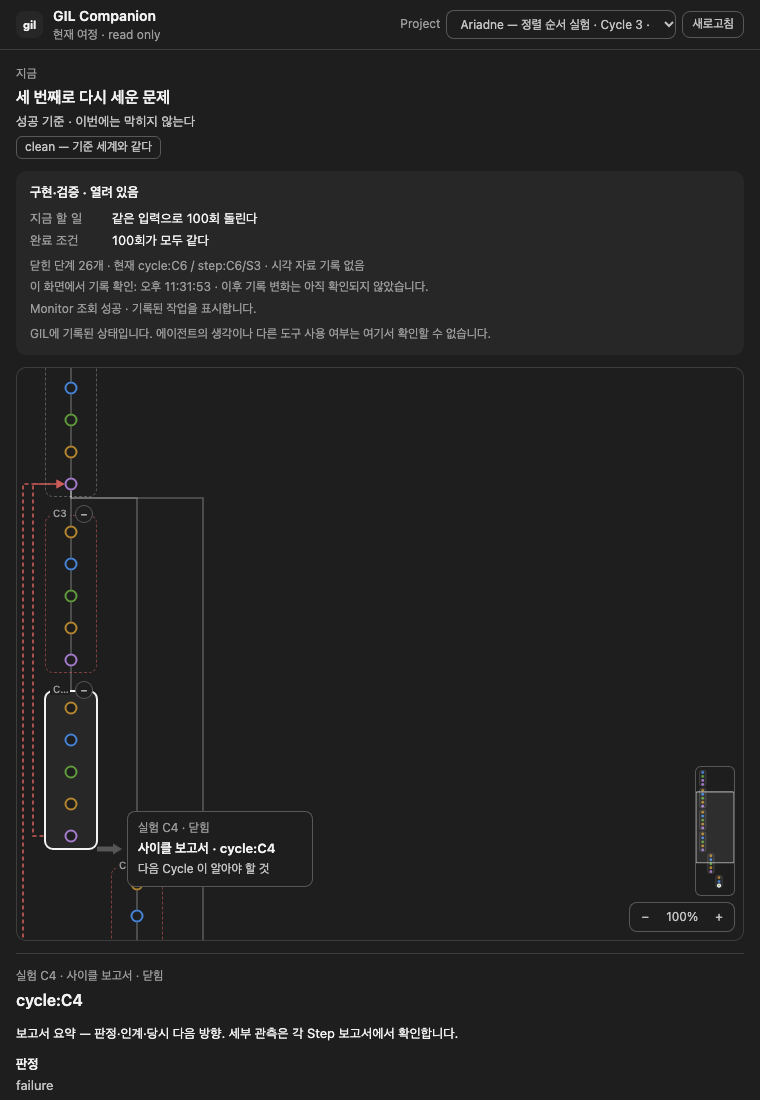 gil
GIL Companion
현재 여정 · read only
Project
Ariadne — 정렬 순서 실험 · Cycle 3 ·
새로고침
지금
세 번째로 다시 세운 문제
성공 기준 · 이번에는 막히지 않는다
clean — 기준 세계와 같다
구현·검증 · 열려 있음
지금 할 일 같은 입력으로 100회 돌린다
완료 조건 100회가 모두 같다
닫힌 단계 26개 · 현재 cycle:C6 / step:C6/S3 · 시각 자료 기록 없음
이 화면에서 기록 확인: 오후 11:31:53 · 이후 기록 변화는 아직 확인되지 않았습니다.
Monitor 조회 성공 · 기록된 작업을 표시합니다.
GIL에 기록된 상태입니다. 에이전트의 생각이나 다른 도구 사용 여부는 여기서 확인할 수 없습니다.
C3 −
C... −
실험 C4 · 닫힘
사이클 보고서 · cycle:C4
다음 Cycle 이 알아야 할 것
C
− 100% +
실험 C4 · 사이클 보고서 · 닫힘
cycle:C4
보고서 요약 — 판정·인계·당시 다음 방향. 세부 관측은 각 Step 보고서에서 확인합니다.
판정
failure